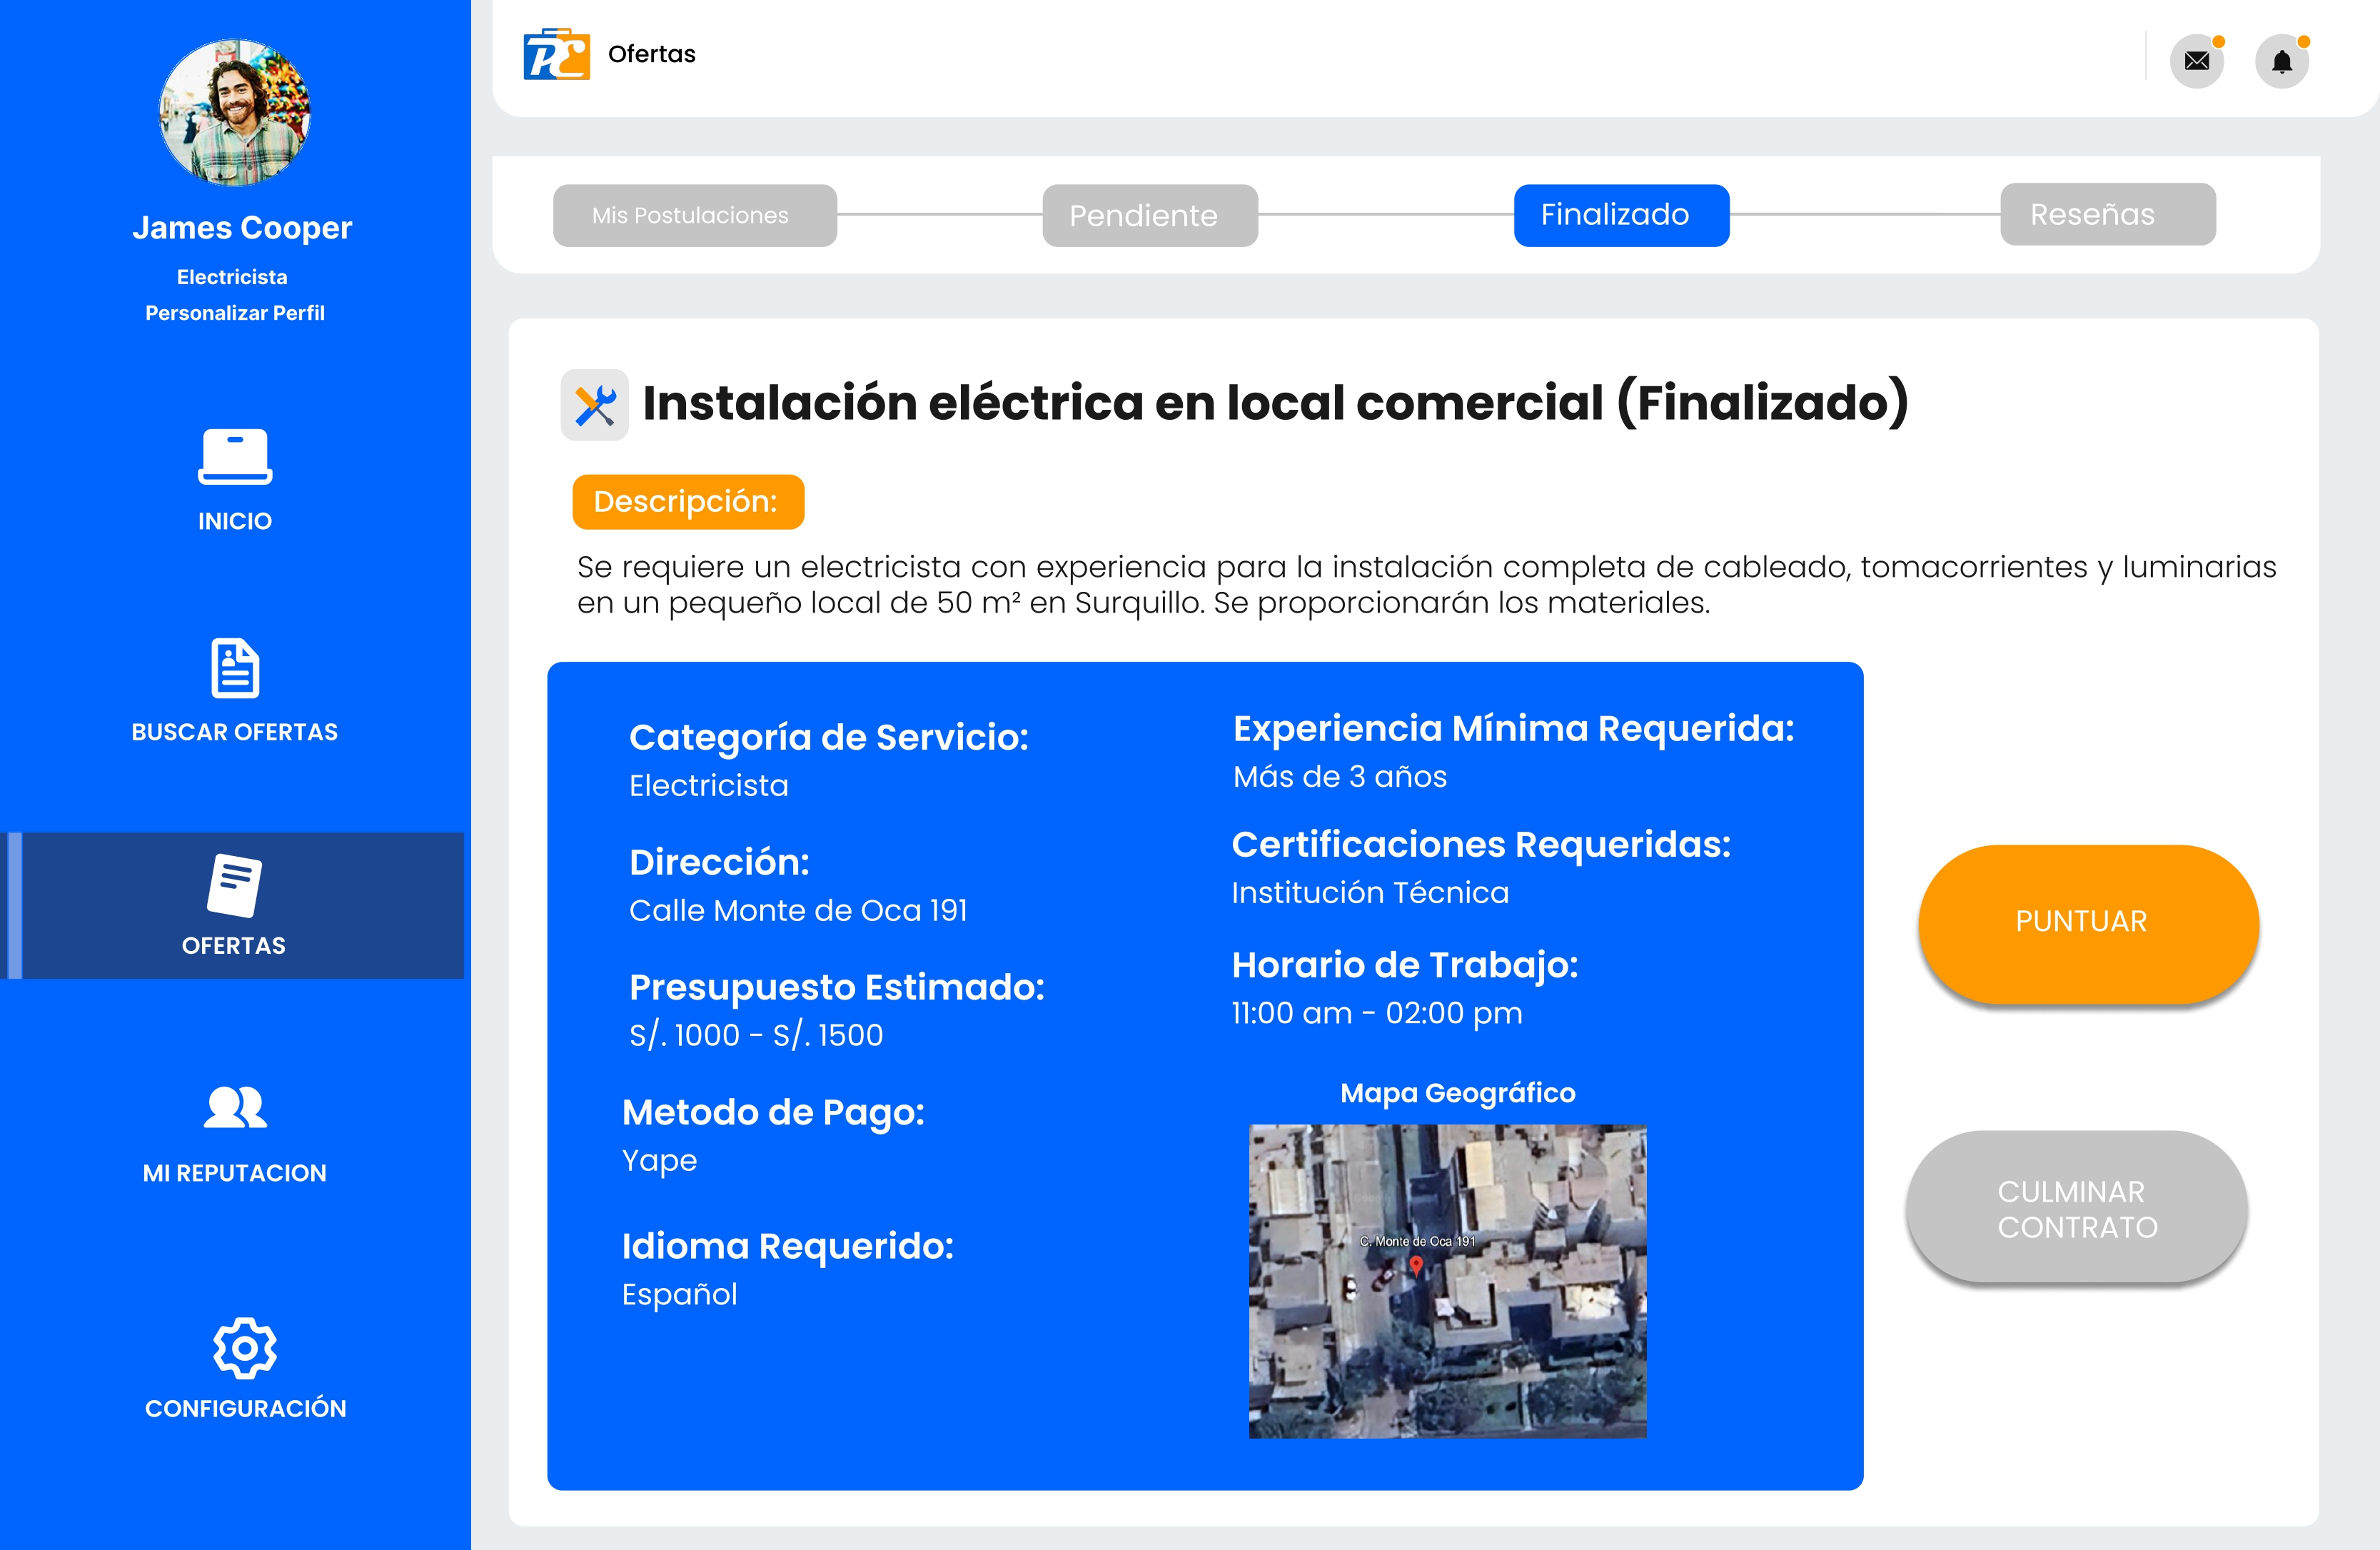 James Cooper
Electricista
Personalizar Perfil
INICIO
BUSCAR OFERTAS
OFERTAS
MI REPUTACION
CONFIGURACIÓN
Ofertas
Mis Postulaciones
Pendiente
Finalizado
Reseñas
Instalación eléctrica en local comercial (Finalizado)
Descripción:
Se requiere un electricista con experiencia para la instalación completa de cableado, tomacorrientes y luminarias
en un pequeño local de 50 m² en Surquillo. Se proporcionarán los materiales.
Categoría de Servicio:
Electricista
Dirección:
Calle Monte de Oca 191
Presupuesto Estimado:
S/. 1000 - S/. 1500
Metodo de Pago:
Yape
Idioma Requerido:
Español
Experiencia Mínima Requerida:
Más de 3 años
Certificaciones Requeridas:
Institución Técnica
Horario de Trabajo:
11:00 am - 02:00 pm
Mapa Geográfico
C. Monte de Oca 191
PUNTUAR
CULMINAR
CONTRATO